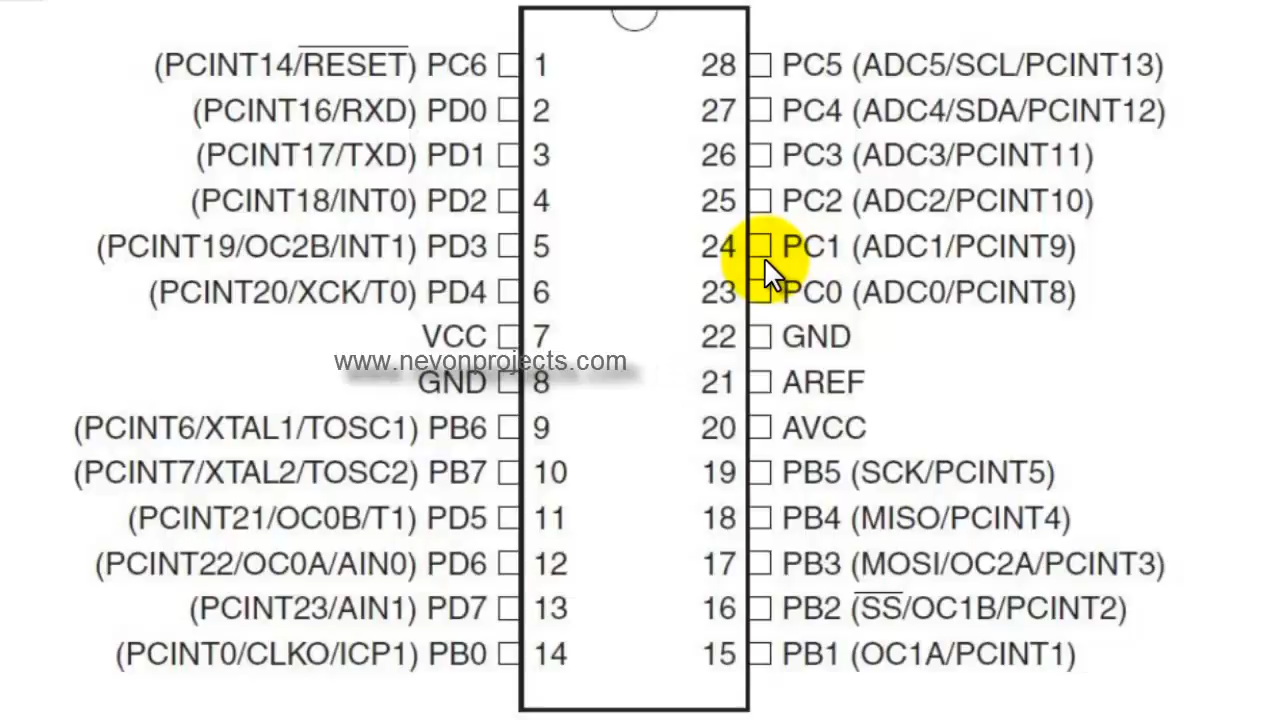 (PCINT14/RESET) PC6 1 28 PC5 (ADC5/SCL/PCINT13)
(PCINT16/RXD) PD0 2 27 PC4 (ADC4/SDA/PCINT12)
(PCINT17/TXD) PD1 3 26 PC3 (ADC3/PCINT11)
(PCINT18/INT0) PD2 4 25 PC2 (ADC2/PCINT10)
(PCINT19/OC2B/INT1) PD3 5 24 PC1 (ADC1/PCINT9)
(PCINT20/XCK/T0) PD4 6 23 PC0 (ADC0/PCINT8)
VCC 7 22 GND
www.nevonprojects.com
GND 8 21 AREF
(PCINT6/XTAL1/TOSC1) PB6 9 20 AVCC
(PCINT7/XTAL2/TOSC2) PB7 10 19 PB5 (SCK/PCINT5)
(PCINT21/OC0B/T1) PD5 11 18 PB4 (MISO/PCINT4)
(PCINT22/OC0A/AIN0) PD6 12 17 PB3 (MOSI/OC2A/PCINT3)
(PCINT23/AIN1) PD7 13 16 PB2 (SS/OC1B/PCINT2)
(PCINT0/CLKO/ICP1) PB0 14 15 PB1 (OC1A/PCINT1)